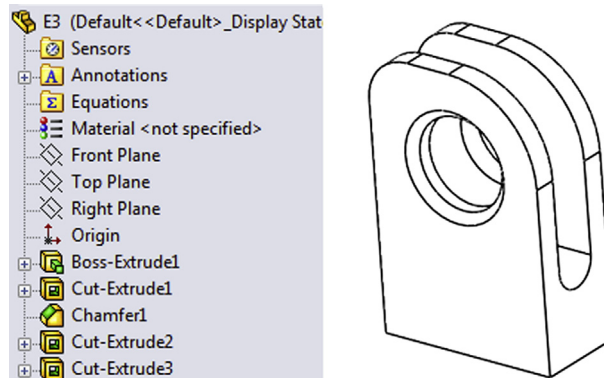 E3 (Default<<Default>_Display Stat
Sensors
Annotations
Equations
Material <not specified>
Front Plane
Top Plane
Right Plane
Origin
Boss-Extrude1
Cut-Extrude1
Chamfer1
Cut-Extrude2
Cut-Extrude3